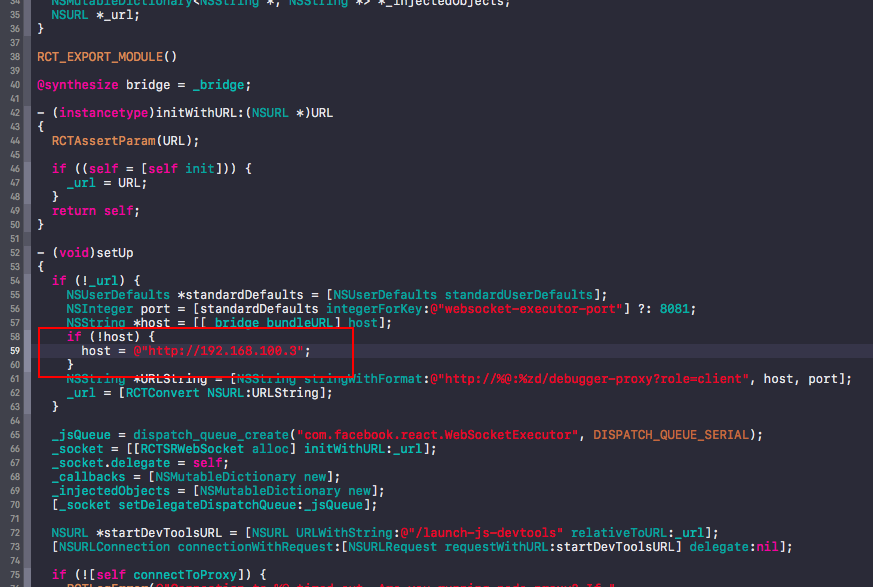 34 NSMutableDictionary<NSString *, NSString *> *_injectedObjects;
35 NSURL *_url;
36 }
37
38 RCT_EXPORT_MODULE()
39
40 @synthesize bridge = _bridge;
41
42 - (instancetype)initWithURL:(NSURL *)URL
43 {
44 RCTAssertParam(URL);
45
46 if ((self = [self init])) {
47 _url = URL;
48 }
49 return self;
50 }
51
52 - (void)setUp
53 {
54 if (!_url) {
55 NSUserDefaults *standardDefaults = [NSUserDefaults standardUserDefaults];
56 NSInteger port = [standardDefaults integerForKey:@"websocket-executor-port"] ?: 8081;
57 NSString *host = [[_bridge bundleURL] host];
58 if (!host) {
59 host = @"http://192.168.100.3";
60 }
61 NSString *URLString = [NSString stringWithFormat:@"http://%@:%zd/debugger-proxy?role=client", host, port];
62 _url = [RCTConvert NSURL:URLString];
63 }
64
65 _jsQueue = dispatch_queue_create("com.facebook.react.WebSocketExecutor", DISPATCH_QUEUE_SERIAL);
66 _socket = [[RCTSRWebSocket alloc] initWithURL:_url];
67 _socket.delegate = self;
68 _callbacks = [NSMutableDictionary new];
69 _injectedObjects = [NSMutableDictionary new];
70 [_socket setDelegateDispatchQueue:_jsQueue];
71
72 NSURL *startDevToolsURL = [NSURL URLWithString:@"/launch-js-devtools" relativeToURL:_url];
73 [NSURLConnection connectionWithRequest:[NSURLRequest requestWithURL:startDevToolsURL] delegate:nil];
74
75 if (![self connectToProxy]) {